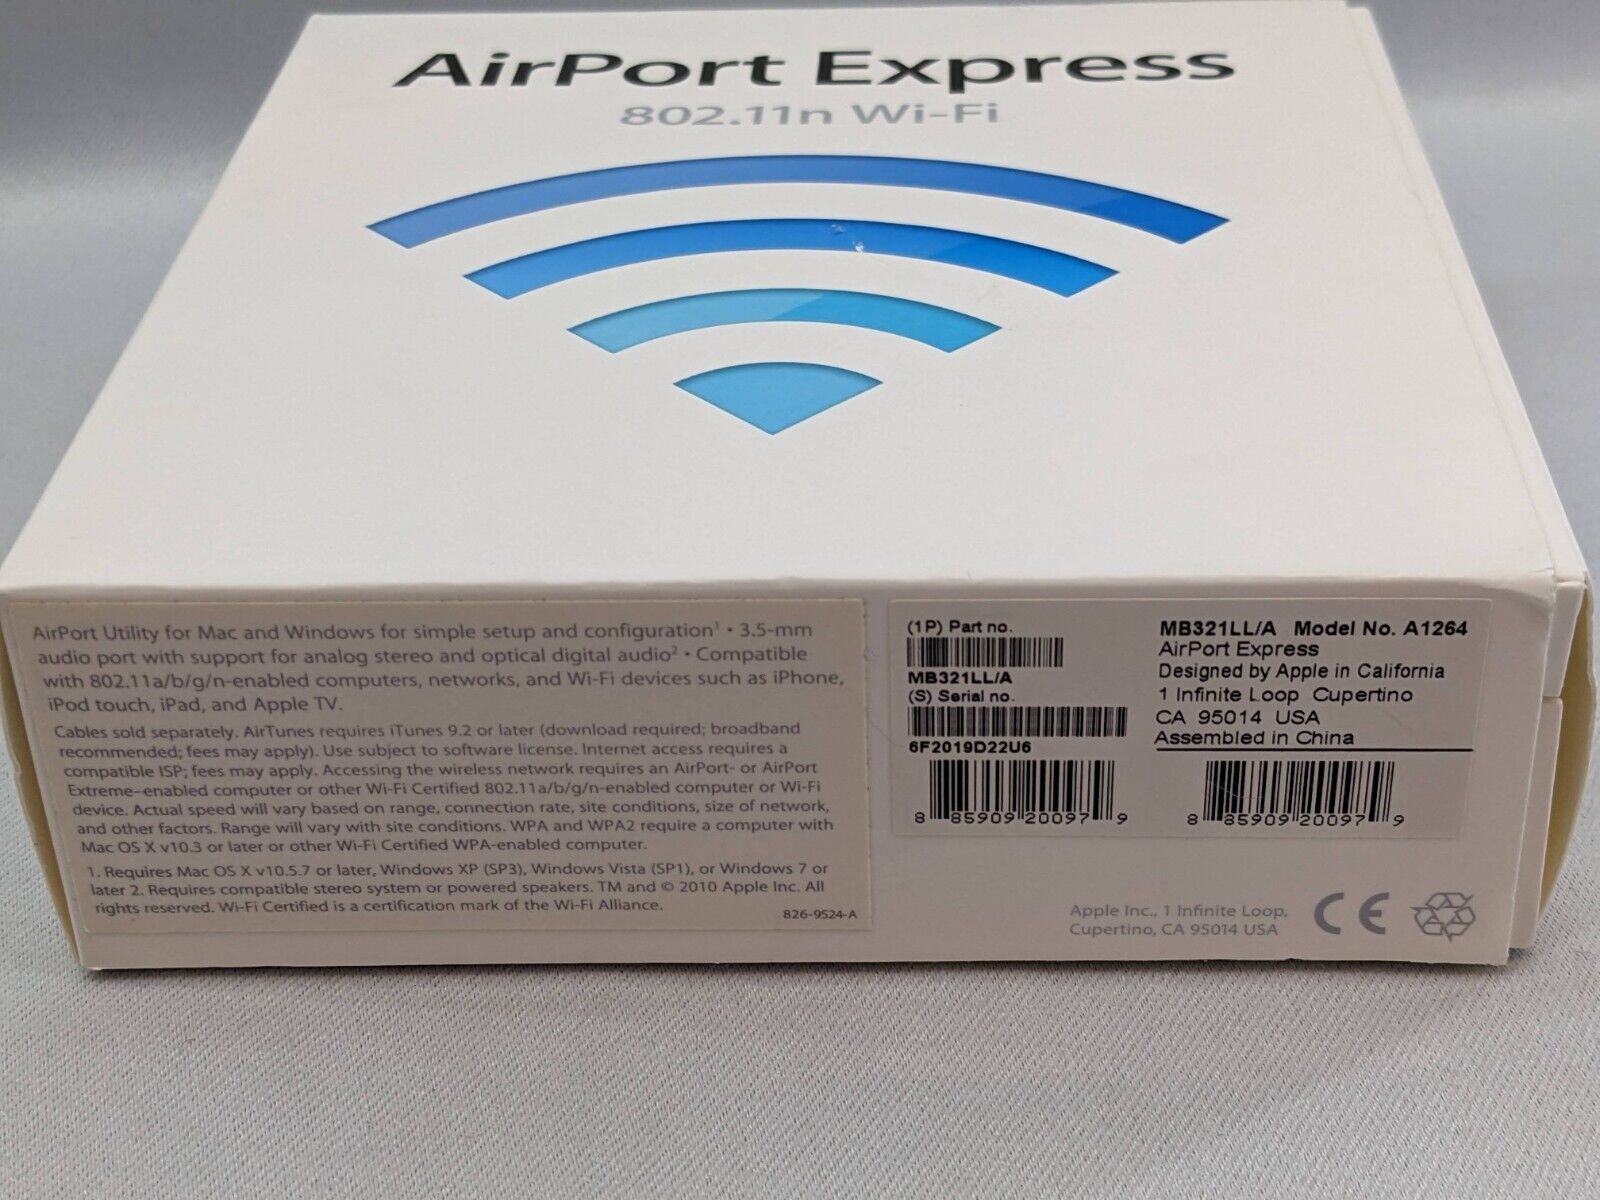 AirPort Express
802.11n Wi-Fi
AirPort Utility for Mac and Windows for simple setup and configuration¹ • 3.5-mm
audio port with support for analog stereo and optical digital audio² • Compatible
with 802.11a/b/g/n-enabled computers, networks, and Wi-Fi devices such as iPhone,
iPod touch, iPad, and Apple TV.
Cables sold separately. AirTunes requires iTunes 9.2 or later (download required; broadband
recommended; fees may apply). Use subject to software license. Internet access requires a
compatible ISP; fees may apply. Accessing the wireless network requires an AirPort- or AirPort
Extreme-enabled computer or other Wi-Fi Certified 802.11a/b/g/n-enabled computer or Wi-Fi
device. Actual speed will vary based on range, connection rate, site conditions, size of network,
and other factors. Range will vary with site conditions. WPA and WPA2 require a computer with
Mac OS X v10.3 or later or other Wi-Fi Certified WPA-enabled computer.
1. Requires Mac OS X v10.5.7 or later, Windows XP (SP3), Windows Vista (SP1), or Windows 7 or
later 2. Requires compatible stereo system or powered speakers. TM and © 2010 Apple Inc. All
rights reserved. Wi-Fi Certified is a certification mark of the Wi-Fi Alliance.
826-9524-A
(1P) Part no.
MB321LL/A
(S) Serial no.
6F2019D22U6
8 85909 20097 9
MB321LL/A Model No. A1264
AirPort Express
Designed by Apple in California
1 Infinite Loop Cupertino
CA 95014 USA
Assembled in China
8 85909 20097 9
Apple Inc., 1 Infinite Loop,
Cupertino, CA 95014 USA
CE